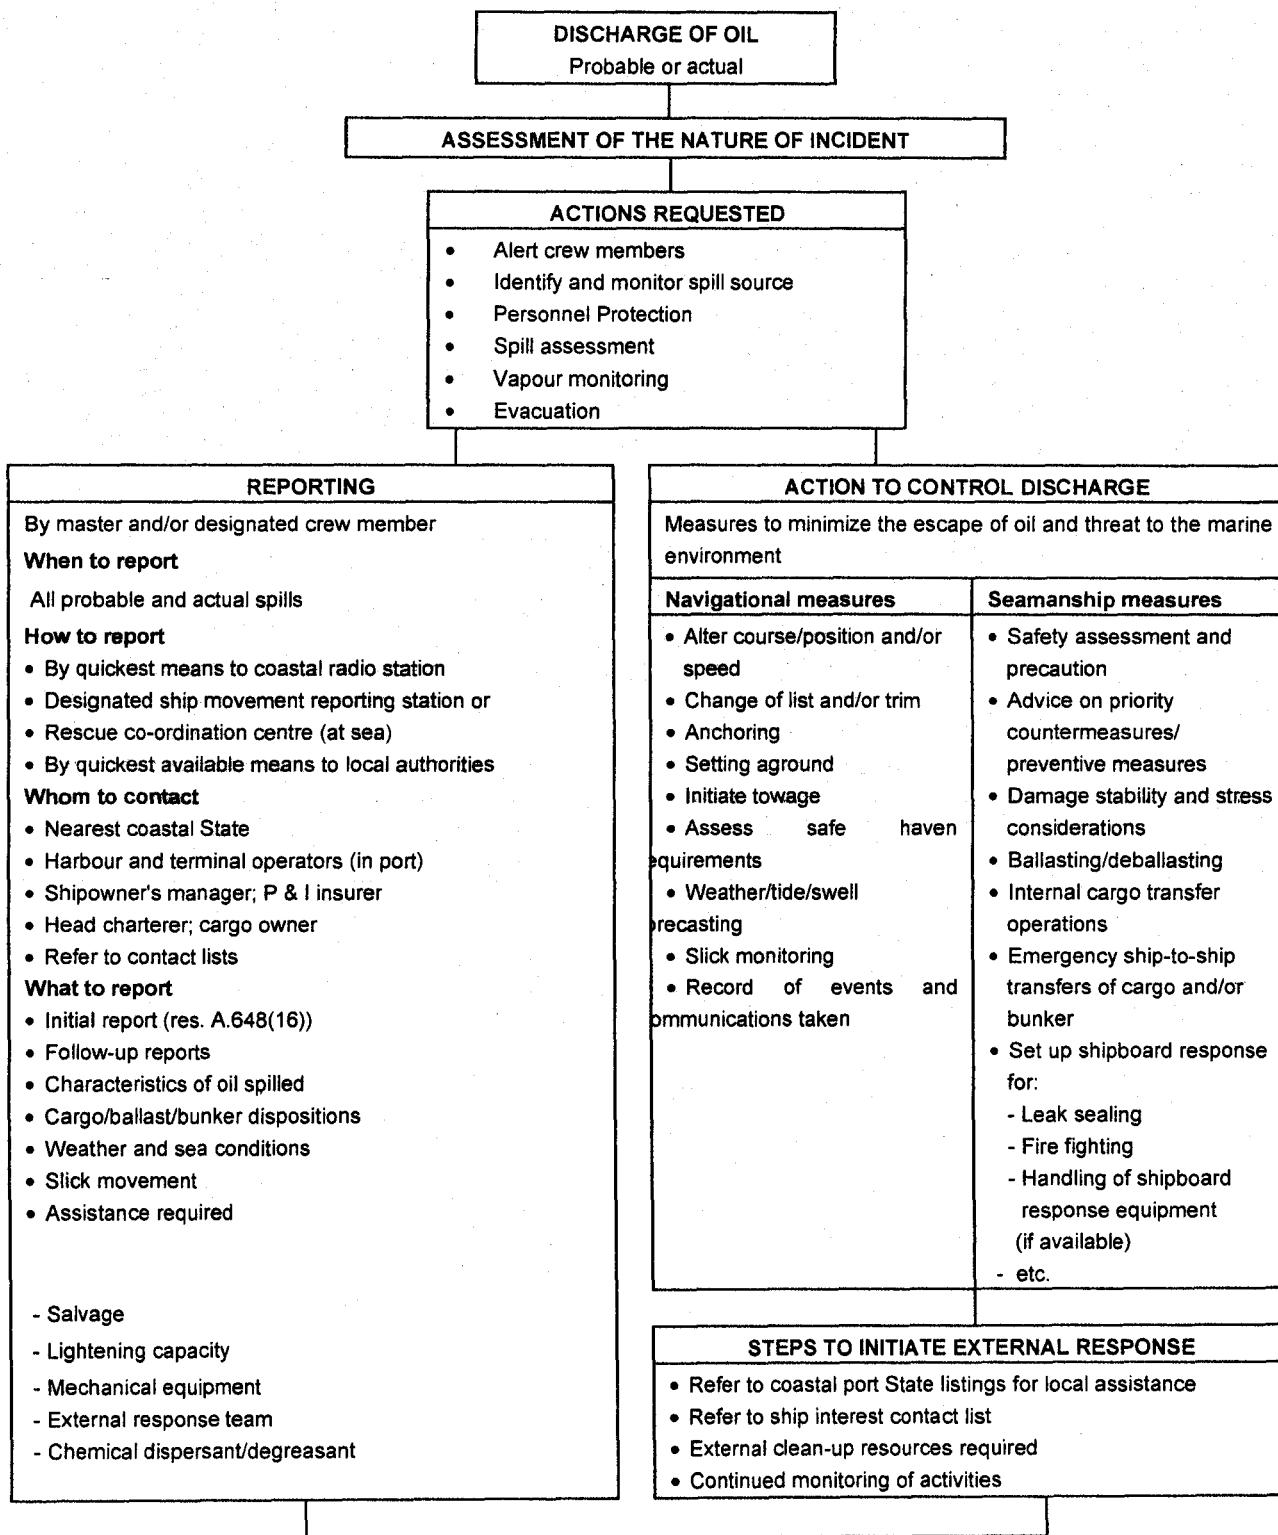 DISCHARGE OF OIL
Probable or actual
ASSESSMENT OF THE NATURE OF INCIDENT
ACTIONS REQUESTED
• Alert crew members
• Identify and monitor spill source
• Personnel Protection
• Spill assessment
• Vapour monitoring
• Evacuation
REPORTING
By master and/or designated crew member
When to report
All probable and actual spills
How to report
• By quickest means to coastal radio station
• Designated ship movement reporting station or
• Rescue co-ordination centre (at sea)
• By quickest available means to local authorities
Whom to contact
• Nearest coastal State
• Harbour and terminal operators (in port)
• Shipowner's manager; P & I insurer
• Head charterer; cargo owner
• Refer to contact lists
What to report
• Initial report (res. A.648(16))
• Follow-up reports
• Characteristics of oil spilled
• Cargo/ballast/bunker dispositions
• Weather and sea conditions
• Slick movement
• Assistance required
- Salvage
- Lightening capacity
- Mechanical equipment
- External response team
- Chemical dispersant/degreasant
ACTION TO CONTROL DISCHARGE
Measures to minimize the escape of oil and threat to the marine
environment
Navigational measures
• Alter course/position and/or
speed
• Change of list and/or trim
• Anchoring
• Setting aground
• Initiate towage
• Assess safe haven
equirements
• Weather/tide/swell
orecasting
• Slick monitoring
• Record of events and
ommunications taken
Seamanship measures
• Safety assessment and
precaution
• Advice on priority
countermeasures/
preventive measures
• Damage stability and stress
considerations
• Ballasting/deballasting
• Internal cargo transfer
operations
• Emergency ship-to-ship
transfers of cargo and/or
bunker
• Set up shipboard response
for:
- Leak sealing
- Fire fighting
- Handling of shipboard
response equipment
(if available)
- etc.
STEPS TO INITIATE EXTERNAL RESPONSE
• Refer to coastal port State listings for local assistance
• Refer to ship interest contact list
• External clean-up resources required
• Continued monitoring of activities